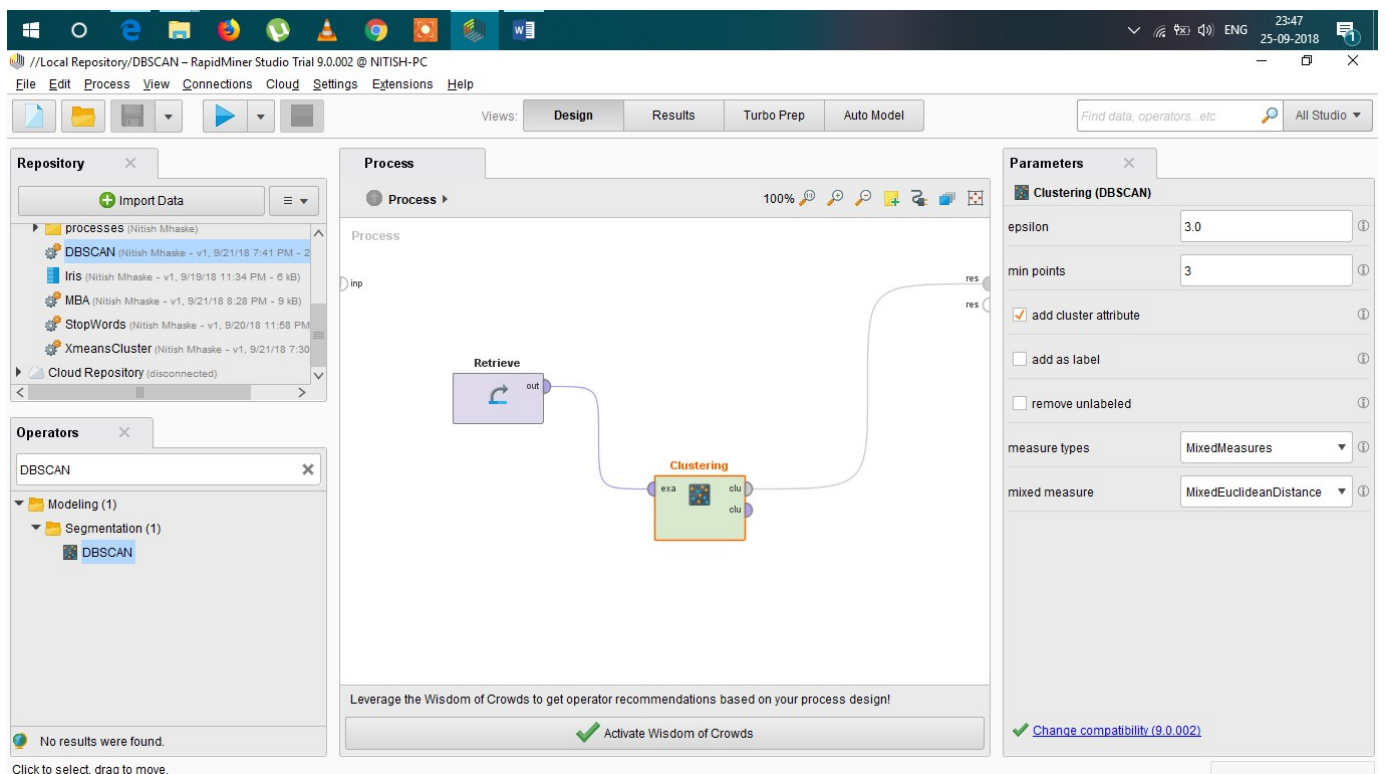 ENG
23:47
25-09-2018
1
//Local Repository/DBSCAN – RapidMiner Studio Trial 9.0.002 @ NITISH-PC
File Edit Process View Connections Cloud Settings Extensions Help
Views: Design Results Turbo Prep Auto Model
Find data, operators...etc
All Studio
Repository
Import Data
processes (Nitish Mhaske)
DBSCAN (Nitish Mhaske - v1, 9/21/18 7:41 PM - 2
Iris (Nitish Mhaske - v1, 9/19/18 11:34 PM - 6 kB)
MBA (Nitish Mhaske - v1, 9/21/18 8:28 PM - 9 kB)
StopWords (Nitish Mhaske - v1, 9/20/18 11:58 PM
XmeansCluster (Nitish Mhaske - v1, 9/21/18 7:30
Cloud Repository (disconnected)
Operators
DBSCAN
Modeling (1)
Segmentation (1)
DBSCAN
No results were found.
Click to select, drag to move.
Process
Process
100%
Process
inp
res
res
Retrieve
out
Clustering
exa
clu
clu
Leverage the Wisdom of Crowds to get operator recommendations based on your process design!
Activate Wisdom of Crowds
Parameters
Clustering (DBSCAN)
epsilon 3.0
min points 3
add cluster attribute
add as label
remove unlabeled
measure types MixedMeasures
mixed measure MixedEuclideanDistance
Change compatibility (9.0.002)